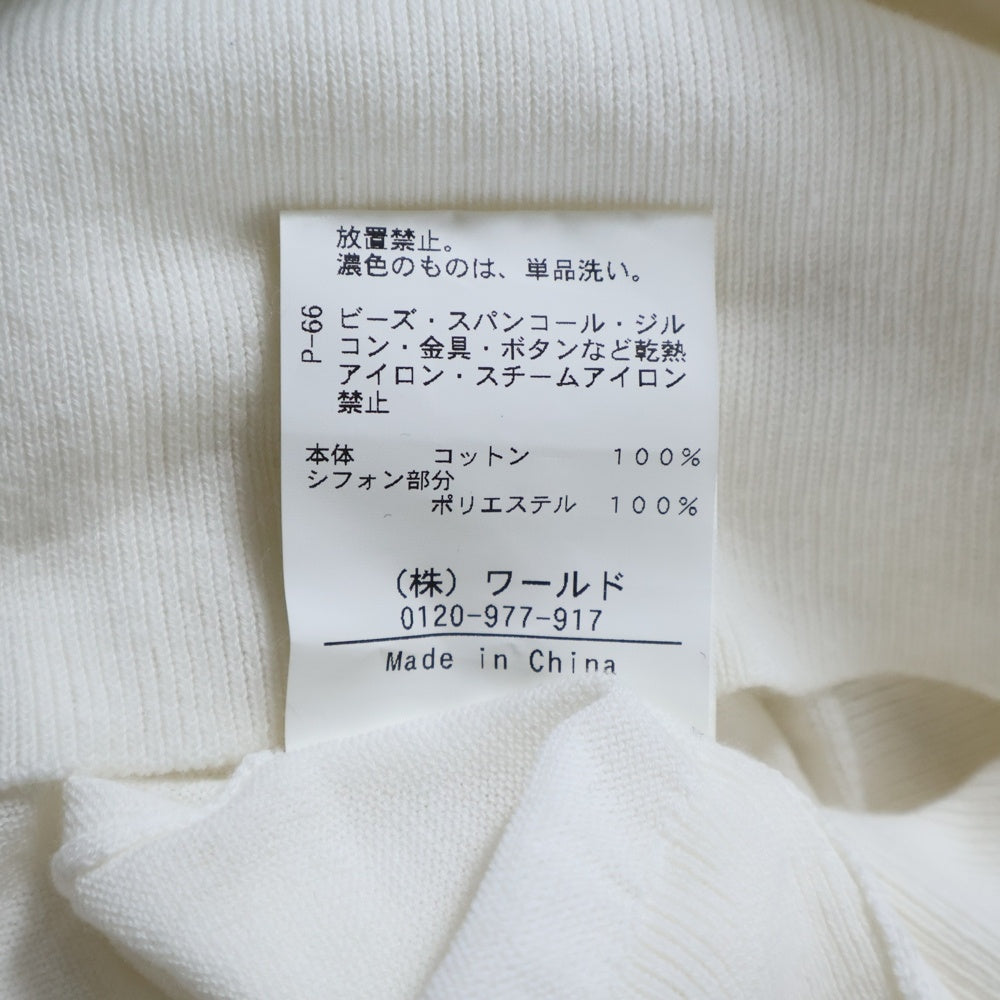 放置禁止。
濃色のものは、単品洗い。
P-66
ビーズ・スパンコール・ジル
コン・金具・ボタンなど乾熱
アイロン・スチームアイロン
禁止
本体 コットン 100%
シフォン部分
ポリエステル 100%
(株) ワールド
0120-977-917
Made in China